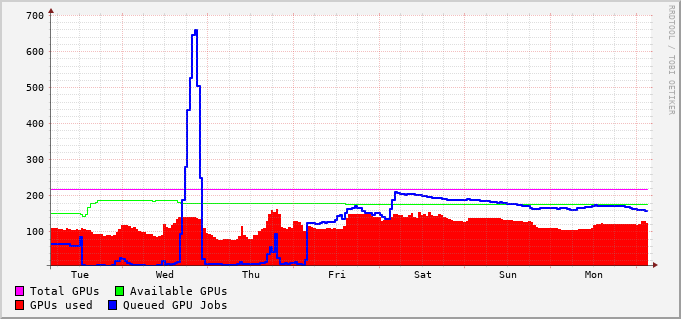 700
600
500
400
300
200
100
Tue Wed Thu Fri Sat Sun Mon
Total GPUs Available GPUs
GPUs used Queued GPU Jobs
RRDTOOL / TOBI OETIKER